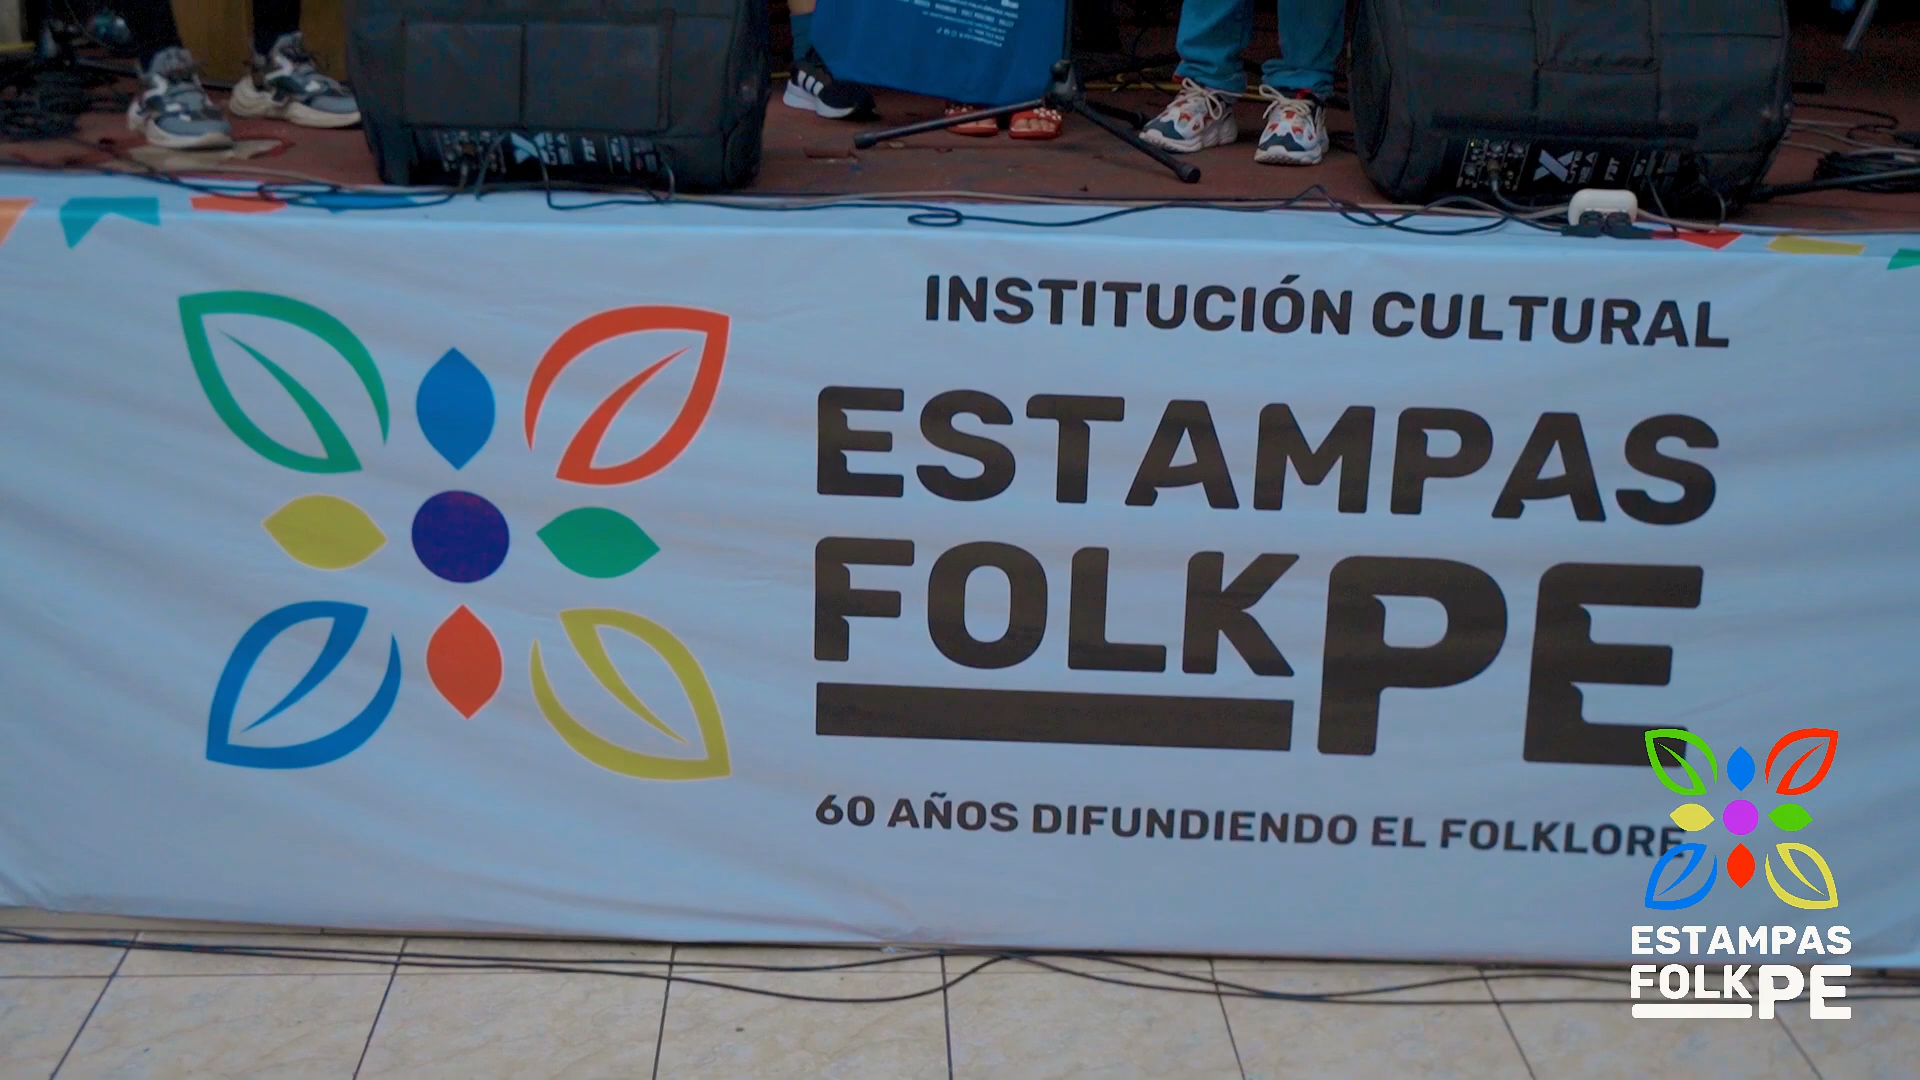 INSTITUCIÓN CULTURAL
ESTAMPAS
FOLKPE
60 AÑOS DIFUNDIENDO EL FOLKLORE
ESTAMPAS
FOLKPE